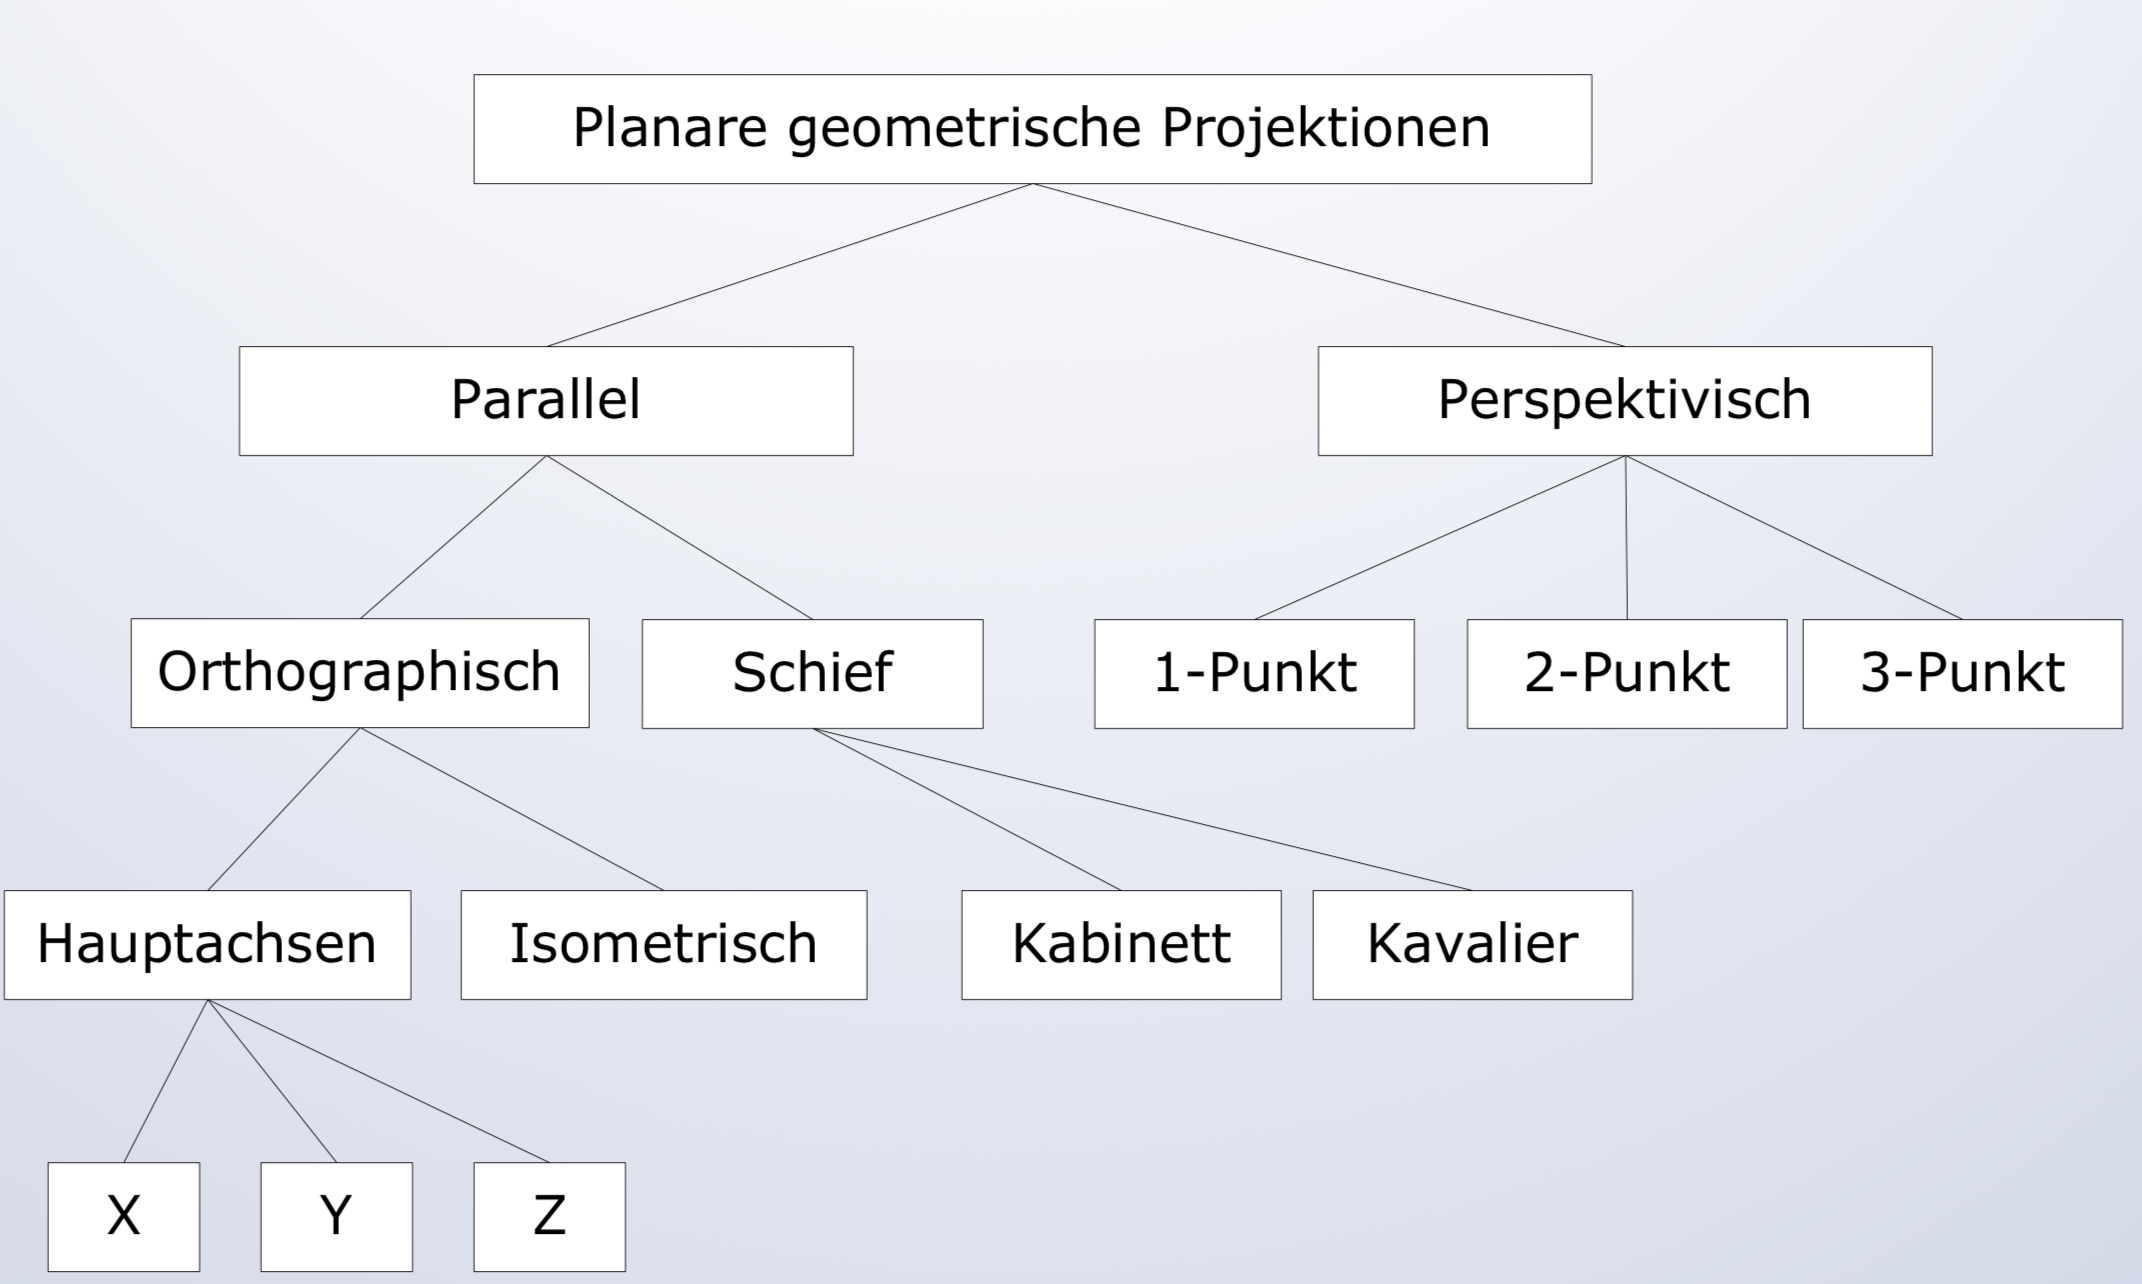 Planare geometrische Projektionen
Parallel
Perspektivisch
Orthographisch
Schief
1-Punkt
2-Punkt
3-Punkt
Hauptachsen
Isometrisch
Kabinett
Kavalier
X
Y
Z